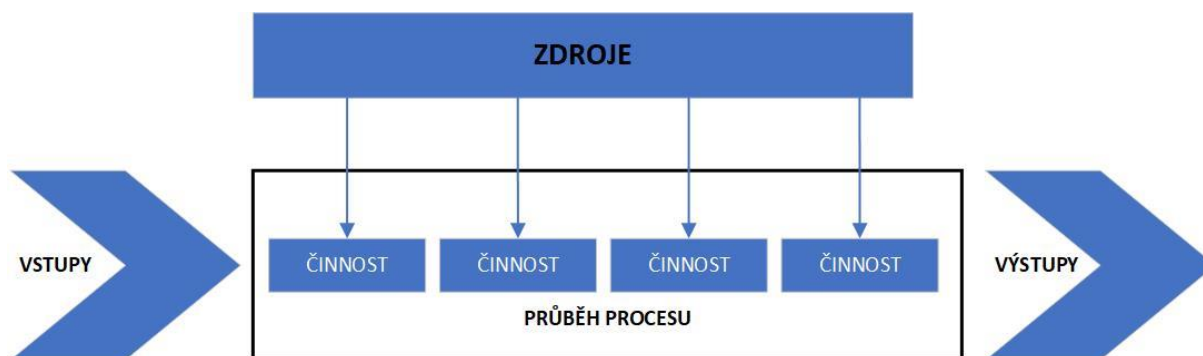 ZDROJE
VSTUPY
ČINNOST
ČINNOST
ČINNOST
ČINNOST
VÝSTUPY
PRŮBĚH PROCESU